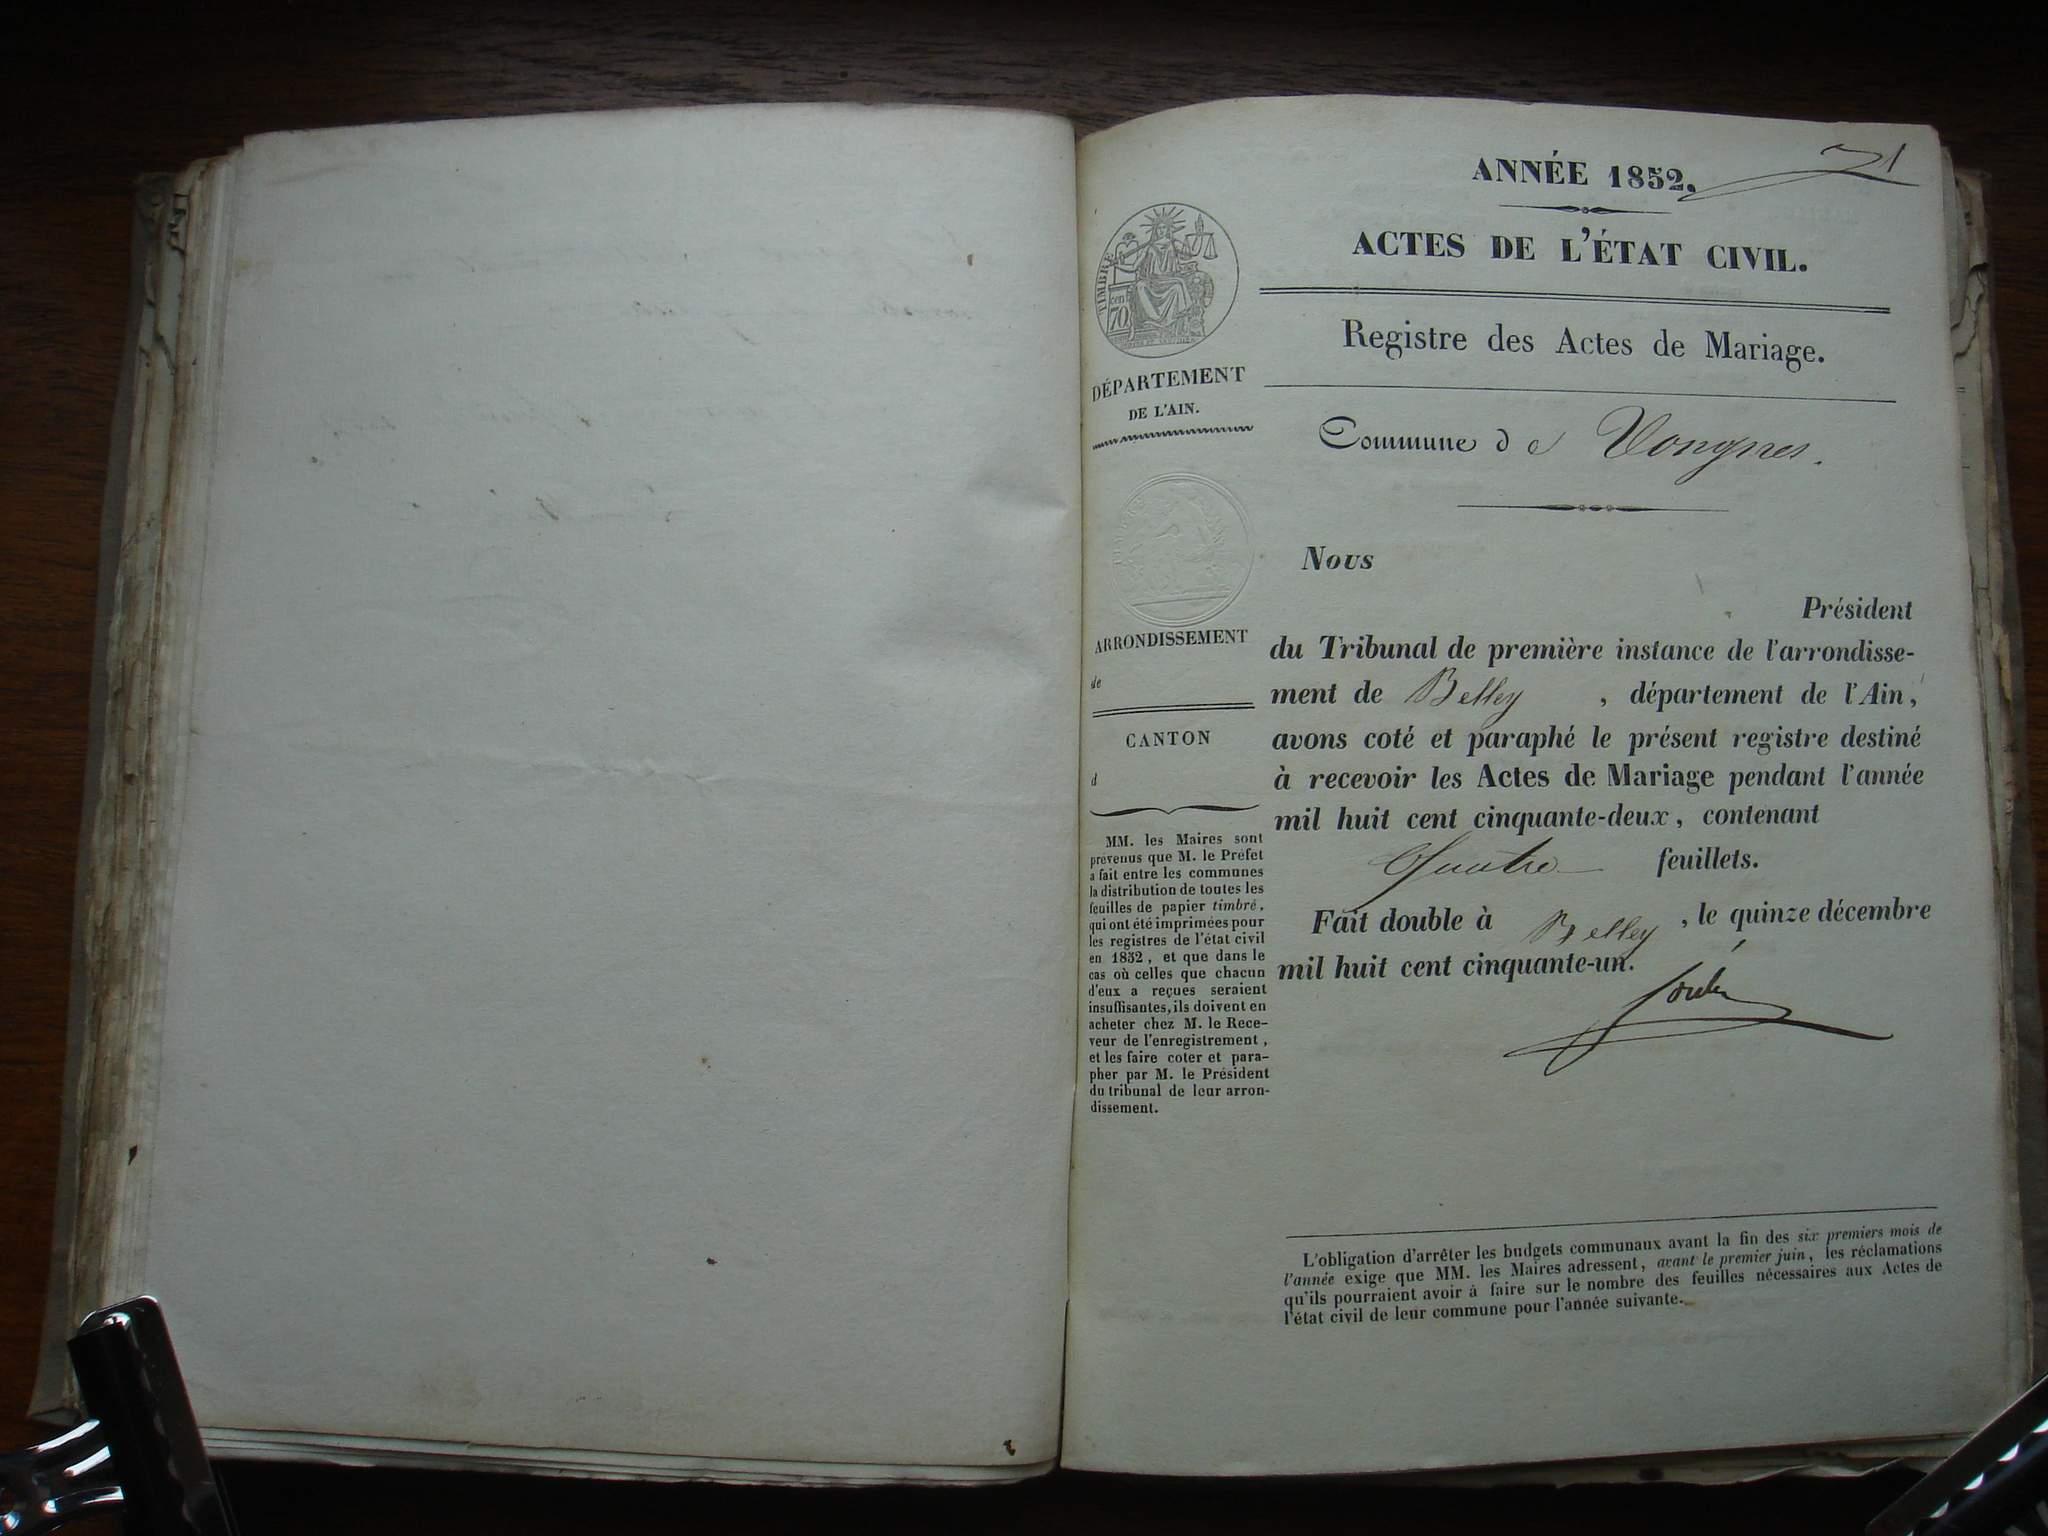 ANNÉE 1852.
ACTES DE L'ÉTAT CIVIL.
Registre des Actes de Mariage.
TIMBRE
cen
70
DÉPARTEMENT
DE L'AIN.
Commune de Vongnes.
ARRONDISSEMENT
de
CANTON
d
MM. les Maires sont
prévenus que M. le Préfet
a fait entre les communes
la distribution de toutes les
feuilles de papier timbré,
qui ont été imprimées pour
les registres de l'état civil
en 1852, et que dans le
cas où celles que chacun
d'eux a reçues seraient
insuffisantes, ils doivent en
acheter chez M. le Rece-
veur de l'enregistrement,
et les faire coter et para-
pher par M. le Président
du tribunal de leur arron-
dissement.
Nous
Président
du Tribunal de première instance de l'arrondisse-
ment de Belley, département de l'Ain,
avons coté et paraphé le présent registre destiné
à recevoir les Actes de Mariage pendant l'année
mil huit cent cinquante-deux, contenant
Quatre feuillets.
Fait double à Belley, le quinze décembre
mil huit cent cinquante-un.
L'obligation d'arrêter les budgets communaux avant la fin des six premiers mois de
l'année exige que MM. les Maires adressent, avant le premier juin, les réclamations
qu'ils pourraient avoir à faire sur le nombre des feuilles nécessaires aux Actes de
l'état civil de leur commune pour l'année suivante.